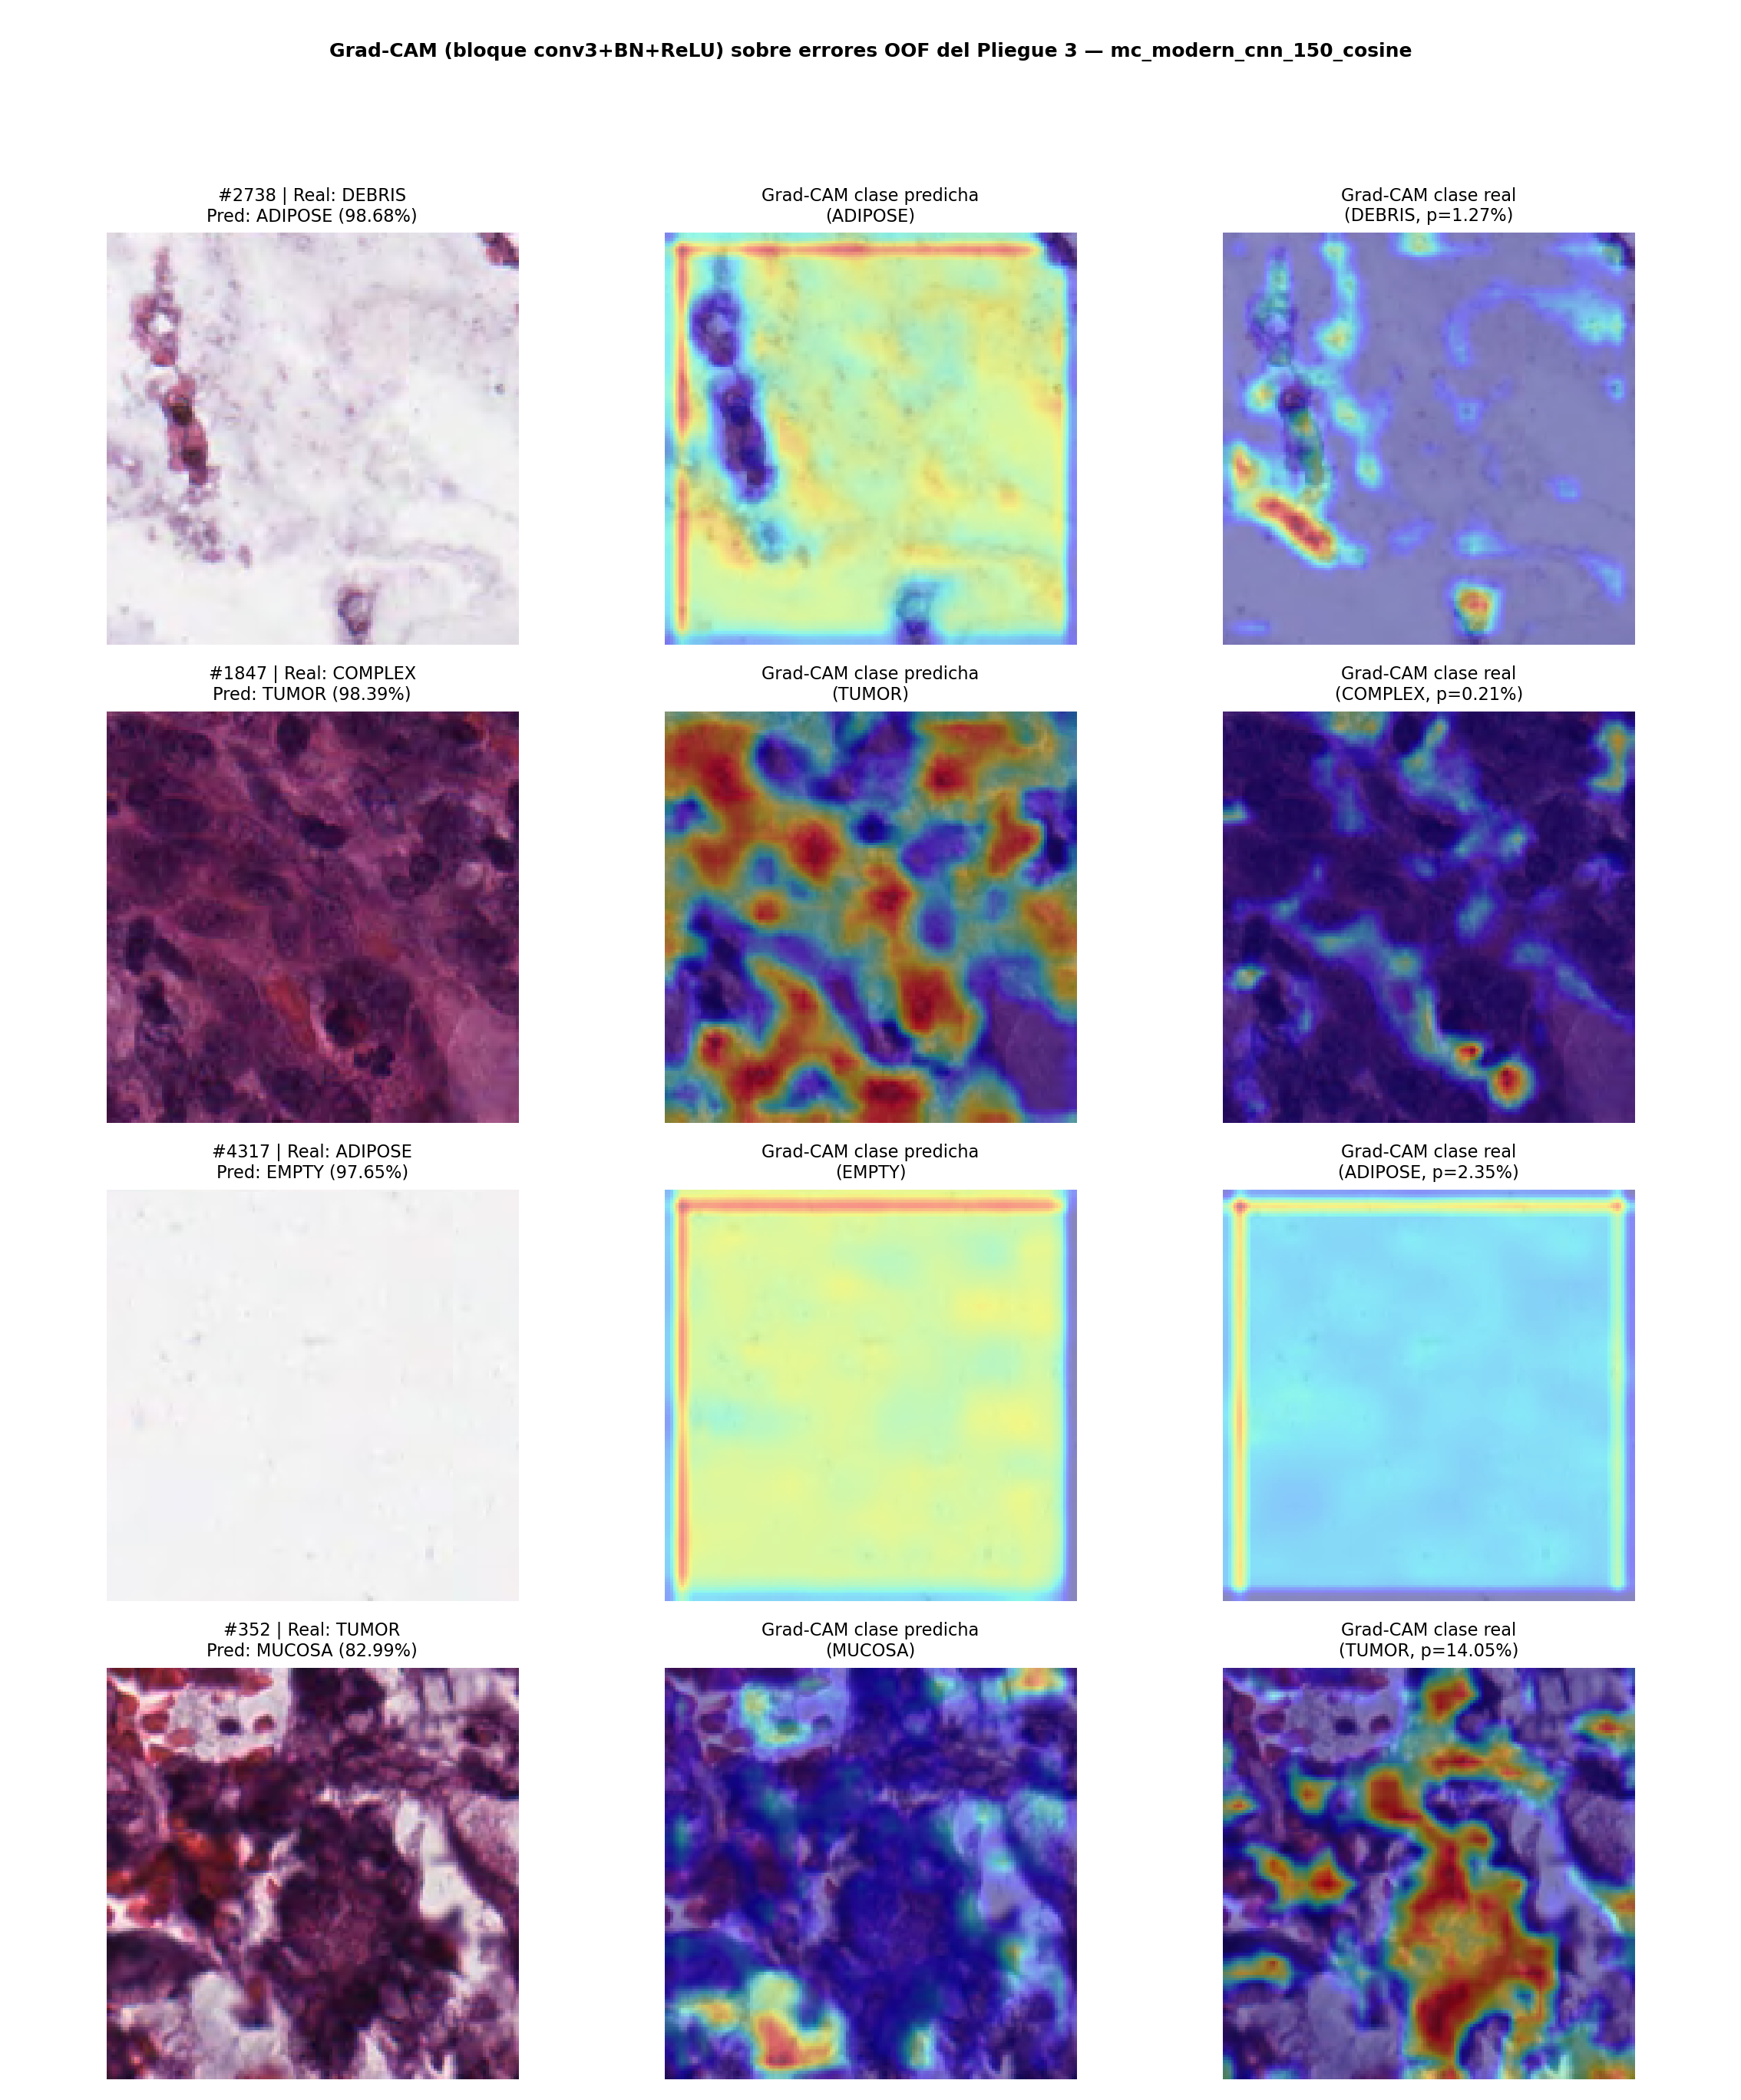 Grad-CAM (bloque conv3+BN+ReLU) sobre errores OOF del Pliegue 3 — mc_modern_cnn_150_cosine
#2738 | Real: DEBRIS
Pred: ADIPOSE (98.68%)
Grad-CAM clase predicha
(ADIPOSE)
Grad-CAM clase real
(DEBRIS, p=1.27%)
#1847 | Real: COMPLEX
Pred: TUMOR (98.39%)
Grad-CAM clase predicha
(TUMOR)
Grad-CAM clase real
(COMPLEX, p=0.21%)
#4317 | Real: ADIPOSE
Pred: EMPTY (97.65%)
Grad-CAM clase predicha
(EMPTY)
Grad-CAM clase real
(ADIPOSE, p=2.35%)
#352 | Real: TUMOR
Pred: MUCOSA (82.99%)
Grad-CAM clase predicha
(MUCOSA)
Grad-CAM clase real
(TUMOR, p=14.05%)